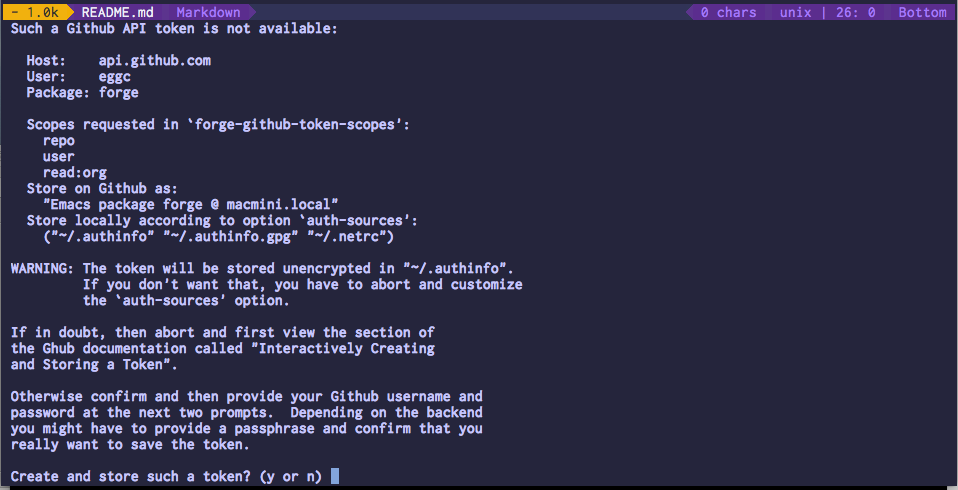 - 1.0k README.md Markdown 0 chars unix | 26: 0 Bottom
Such a Github API token is not available:
Host: api.github.com
User: eggc
Package: forge
Scopes requested in `forge-github-token-scopes':
repo
user
read:org
Store on Github as:
"Emacs package forge @ macmini.local"
Store locally according to option `auth-sources':
("~/.authinfo" "~/.authinfo.gpg" "~/.netrc")
WARNING: The token will be stored unencrypted in "~/.authinfo".
If you don't want that, you have to abort and customize
the `auth-sources' option.
If in doubt, then abort and first view the section of
the Ghub documentation called "Interactively Creating
and Storing a Token".
Otherwise confirm and then provide your Github username and
password at the next two prompts.  Depending on the backend
you might have to provide a passphrase and confirm that you
really want to save the token.
Create and store such a token? (y or n)